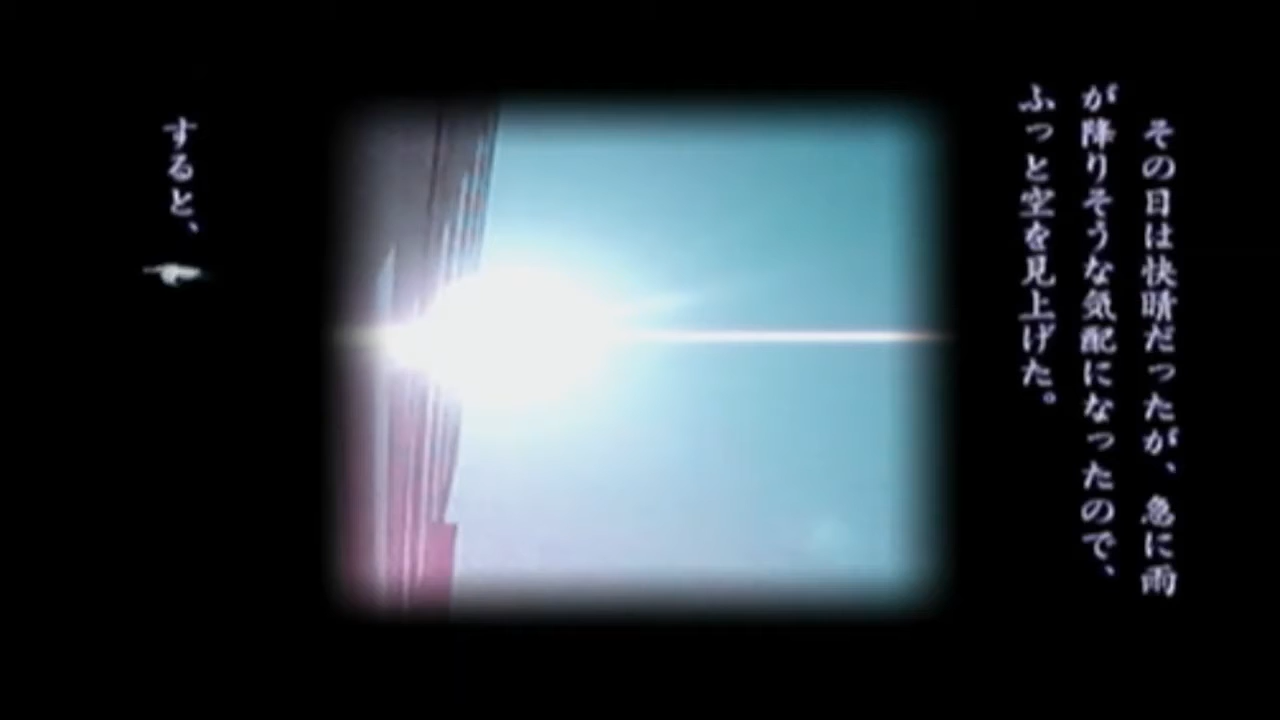 その日は快晴だったが、急に雨
が降りそうな気配になったので、
ふっと空を見上げた。
すると、